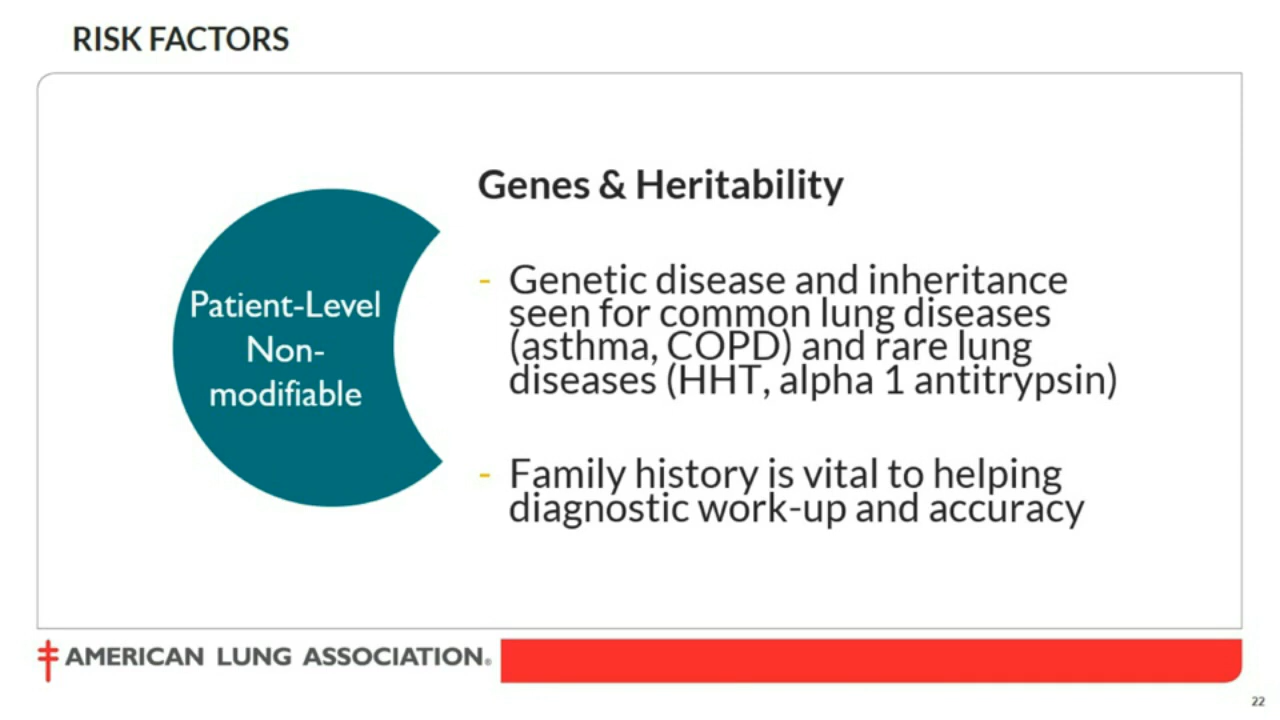 RISK FACTORS
Genes & Heritability
Patient-Level
Non-
modifiable
- Genetic disease and inheritance
seen for common lung diseases
(asthma, COPD) and rare lung
diseases (HHT, alpha 1 antitrypsin)
- Family history is vital to helping
diagnostic work-up and accuracy
AMERICAN LUNG ASSOCIATION®
22